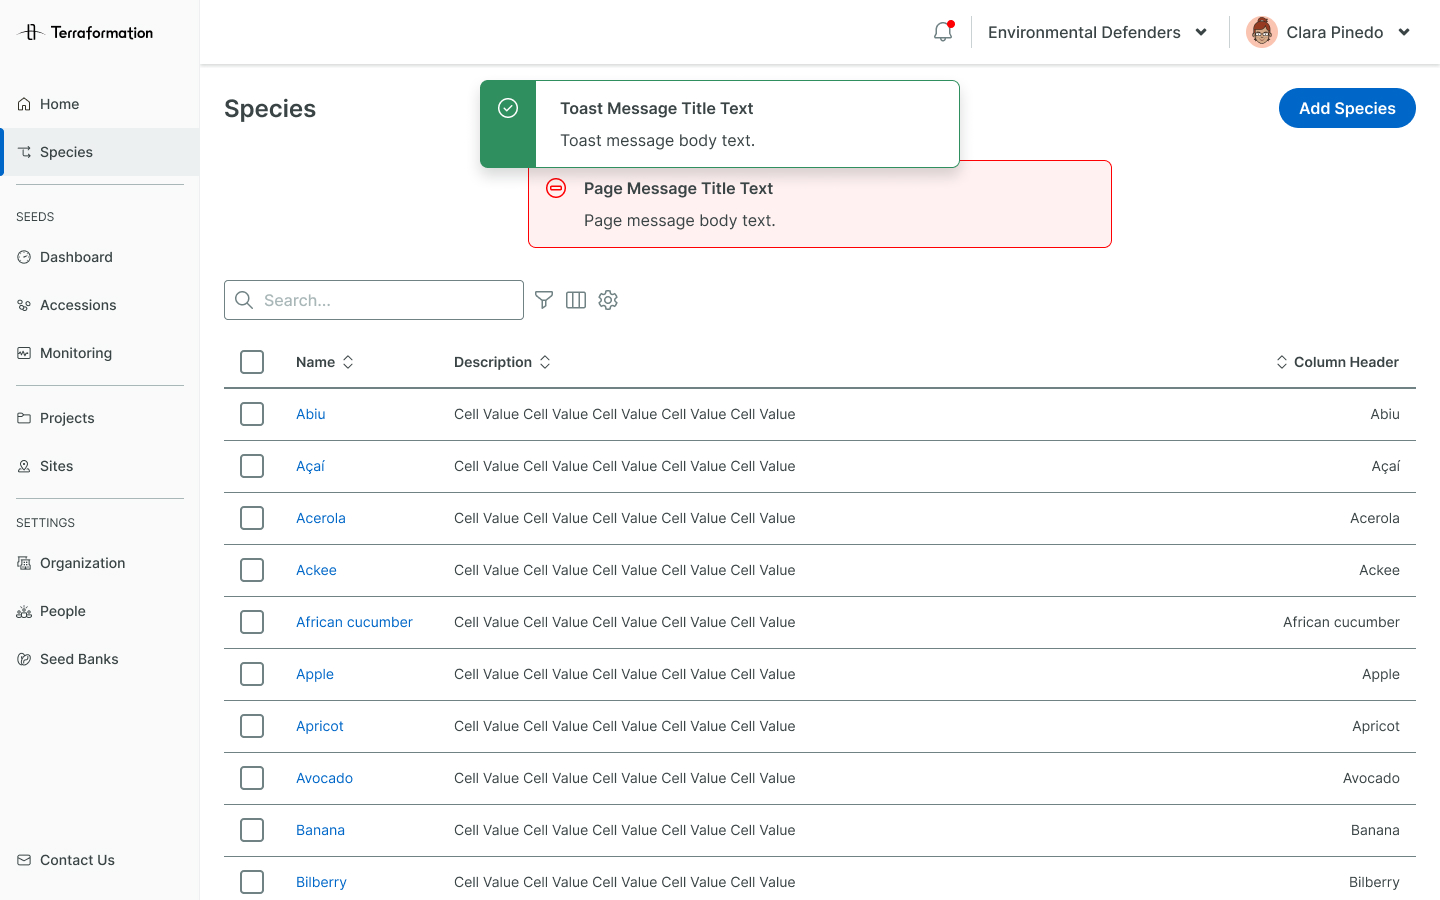 Terraformation
Environmental Defenders
Clara Pinedo
Home
Species
SEEDS
Dashboard
Accessions
Monitoring
Projects
Sites
SETTINGS
Organization
People
Seed Banks
Contact Us
Species
Toast Message Title Text
Toast message body text.
Add Species
Page Message Title Text
Page message body text.
Search...
Name Description Column Header
Abiu Cell Value Cell Value Cell Value Cell Value Cell Value Abiu
Açaí Cell Value Cell Value Cell Value Cell Value Cell Value Açaí
Acerola Cell Value Cell Value Cell Value Cell Value Cell Value Acerola
Ackee Cell Value Cell Value Cell Value Cell Value Cell Value Ackee
African cucumber Cell Value Cell Value Cell Value Cell Value Cell Value African cucumber
Apple Cell Value Cell Value Cell Value Cell Value Cell Value Apple
Apricot Cell Value Cell Value Cell Value Cell Value Cell Value Apricot
Avocado Cell Value Cell Value Cell Value Cell Value Cell Value Avocado
Banana Cell Value Cell Value Cell Value Cell Value Cell Value Banana
Bilberry Cell Value Cell Value Cell Value Cell Value Cell Value Bilberry